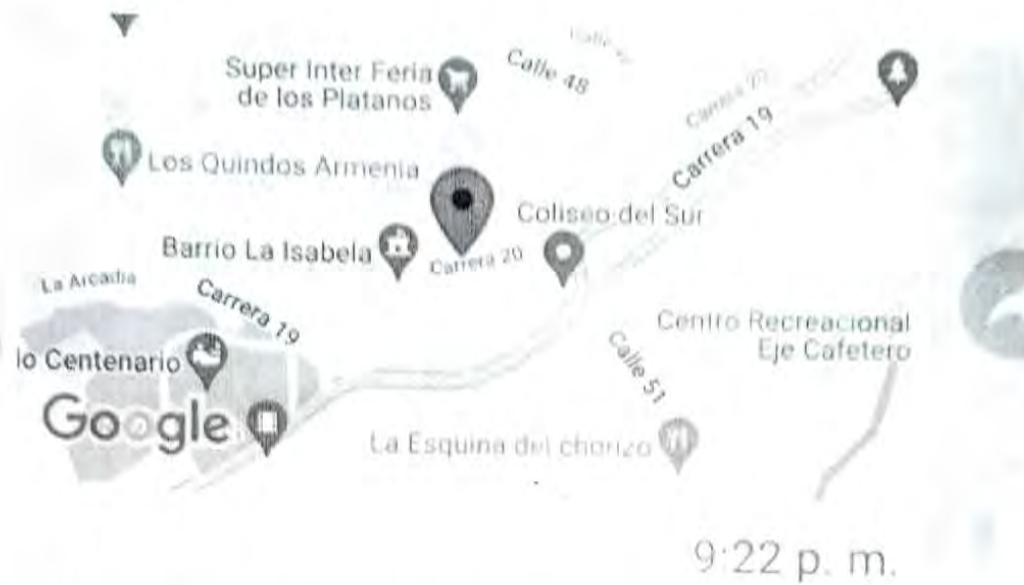 Calle 48
Super Inter Feria
de los Platanos
Carrera 20
Carrera 19
Los Quindos Armenia
Coliseo del Sur
Barrio La Isabela
Carrera 20
La Arcadia
Carrera 19
Centro Recreacional
Eje Cafetero
lo Centenario
Calle 51
Google
La Esquina del chorizo
9:22 p. m.